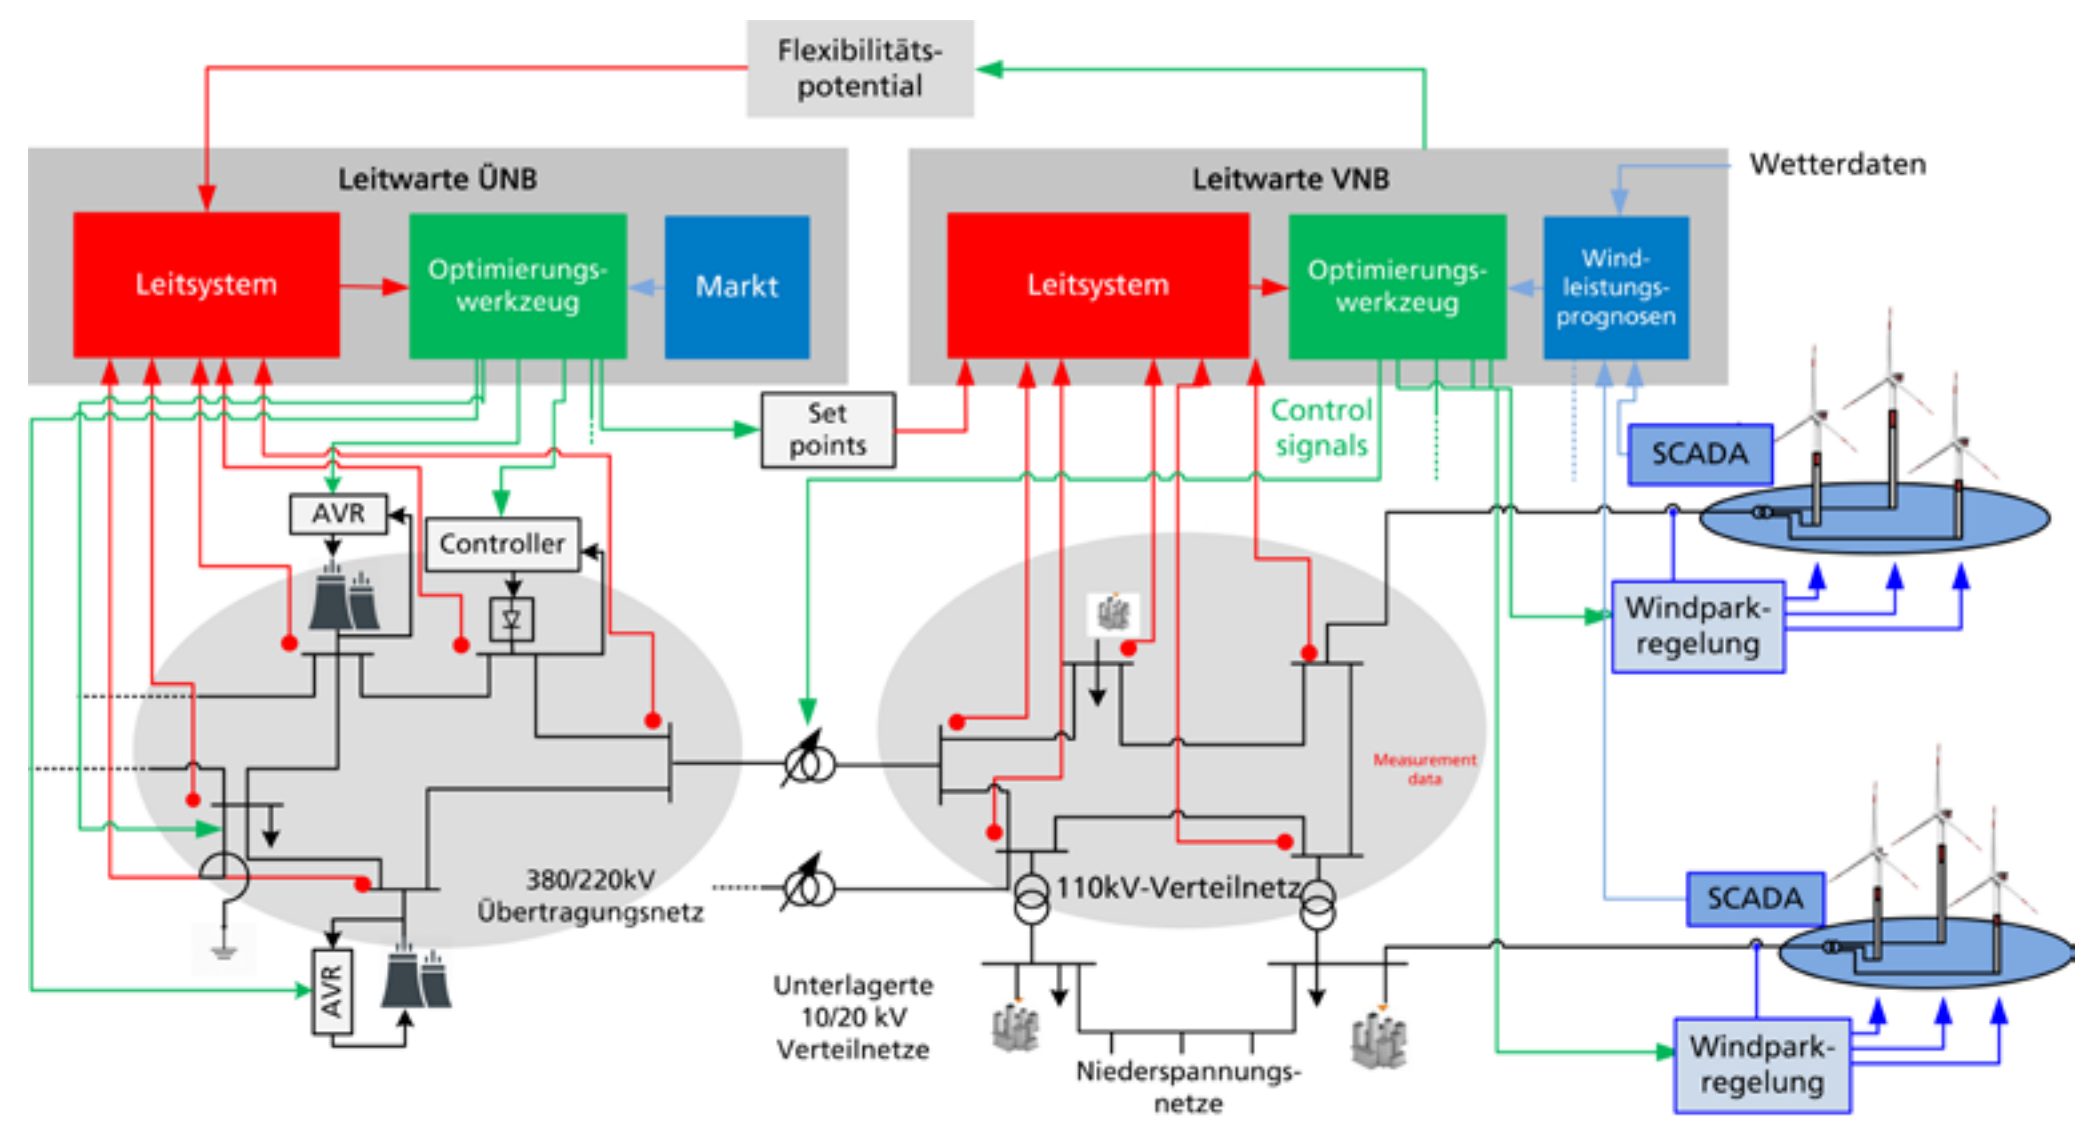 Flexibilitäts-
potential
Leitwarte ÜNB
Leitwarte VNB
Wetterdaten
Leitsystem
Optimierungs-
werkzeug
Markt
Leitsystem
Optimierungs-
werkzeug
Wind-
leistungs-
prognosen
Set
points
Control
signals
SCADA
AVR
Controller
Windpark-
regelung
Measurement
data
380/220kV
Übertragungsnetz
110kV-Verteilnetz
SCADA
AVR
Unterlagerte
10/20 kV
Verteilnetze
Niederspannungs-
netze
Windpark-
regelung